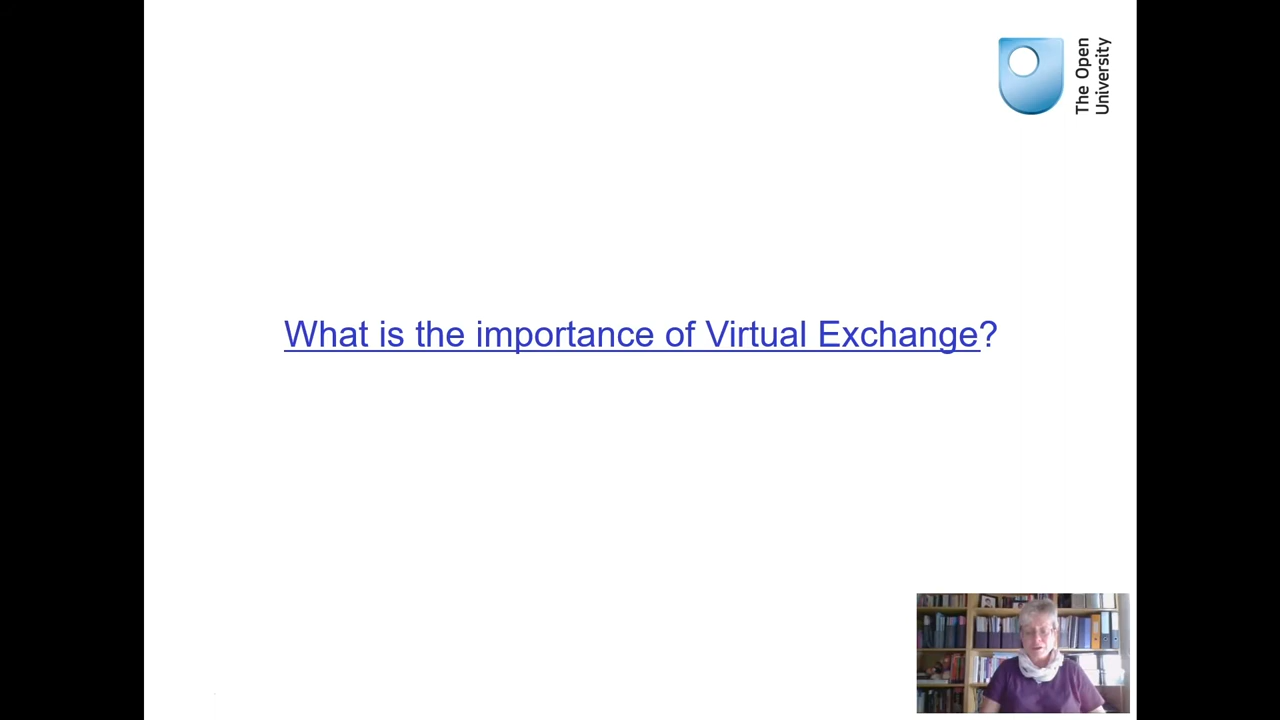 The Open
University
What is the importance of Virtual Exchange?